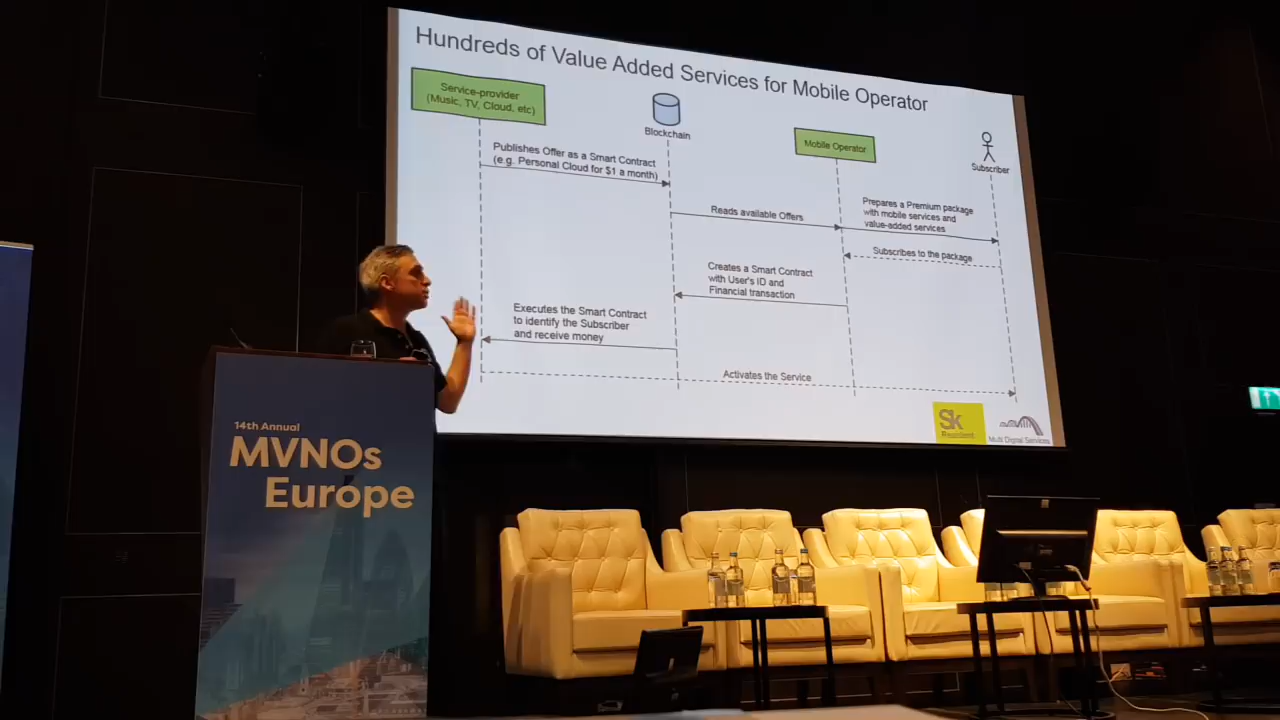 Hundreds of Value Added Services for Mobile Operator
Service-provider
(Music, TV, Cloud, etc)
Blockchain
Mobile Operator
Subscriber
Publishes Offer as a Smart Contract
(e.g. Personal Cloud for $1 a month)
Reads available Offers
Prepares a Premium package
with mobile services and
value-added services
Subscribes to the package
Creates a Smart Contract
with User's ID and
Financial transaction
Executes the Smart Contract
to identify the Subscriber
and receive money
Activates the Service
Sk
Resident
Multi Digital Services
14th Annual
MVNOs
Europe